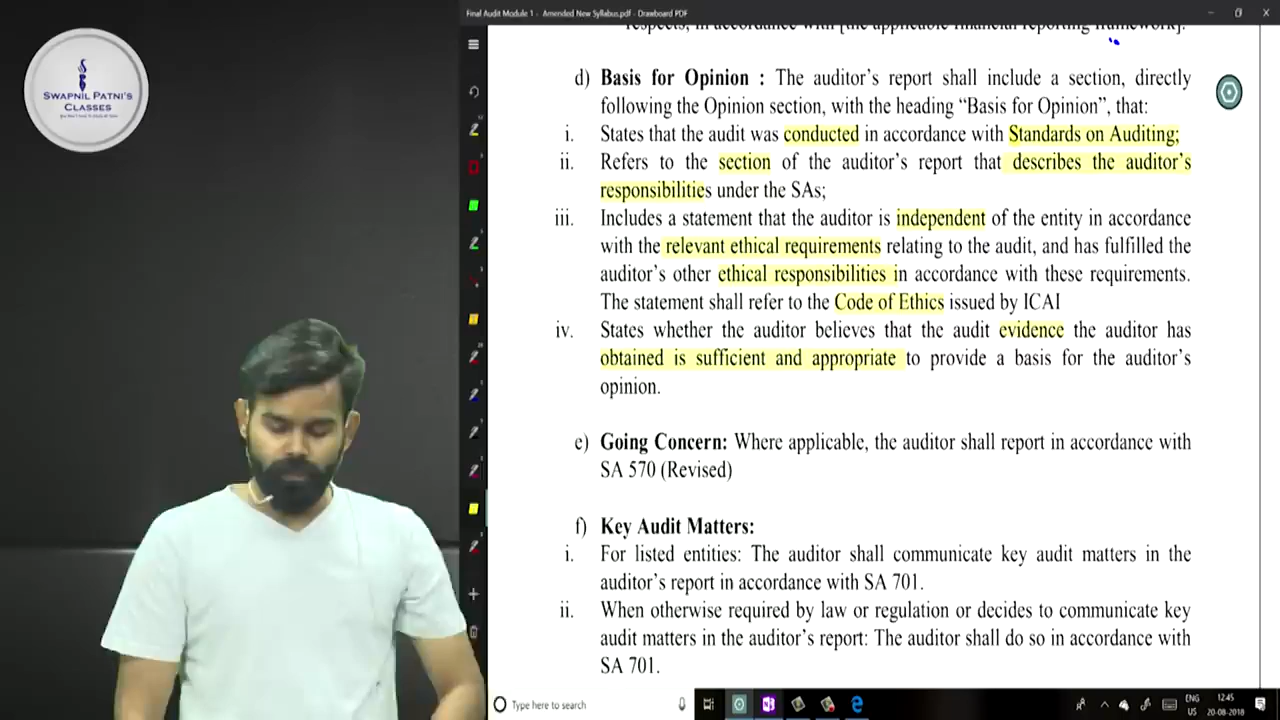 Final Audit Module 1 - Amended New Syllabus.pdf - Drawboard PDF
SWAPNIL PATNI'S
CLASSES
respects, in accordance with [the applicable financial reporting framework].
d) Basis for Opinion : The auditor's report shall include a section, directly
following the Opinion section, with the heading “Basis for Opinion”, that:
i. States that the audit was conducted in accordance with Standards on Auditing;
ii. Refers to the section of the auditor's report that describes the auditor's
responsibilities under the SAs;
iii. Includes a statement that the auditor is independent of the entity in accordance
with the relevant ethical requirements relating to the audit, and has fulfilled the
auditor's other ethical responsibilities in accordance with these requirements.
The statement shall refer to the Code of Ethics issued by ICAI
iv. States whether the auditor believes that the audit evidence the auditor has
obtained is sufficient and appropriate to provide a basis for the auditor's
opinion.
e) Going Concern: Where applicable, the auditor shall report in accordance with
SA 570 (Revised)
f) Key Audit Matters:
i. For listed entities: The auditor shall communicate key audit matters in the
auditor's report in accordance with SA 701.
ii. When otherwise required by law or regulation or decides to communicate key
audit matters in the auditor's report: The auditor shall do so in accordance with
SA 701.
Type here to search
ENG
US
12:45
20-08-2018